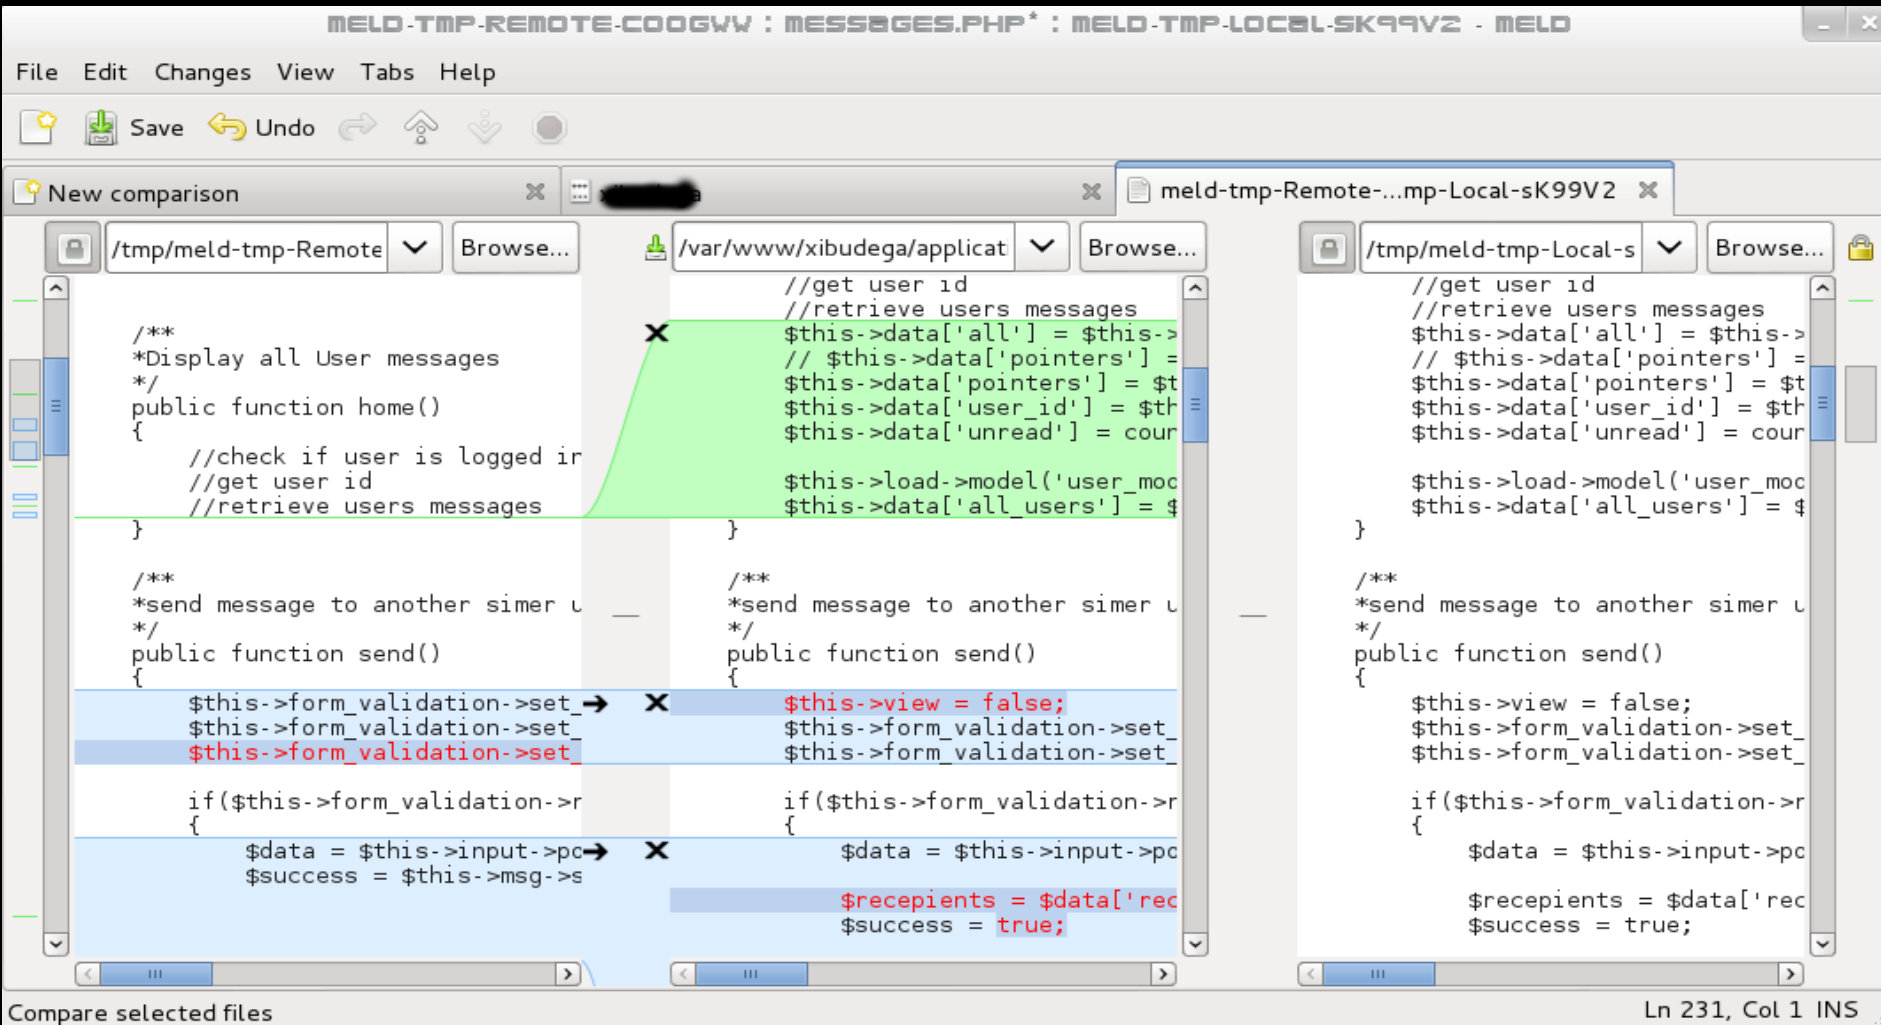 MELD-TMP-REMOTE-COOGWW : MESSAGES.PHP* : MELD-TMP-LOCAL-SK99V2 - MELD
File Edit Changes View Tabs Help
Save Undo
New comparison
meld-tmp-Remote-...mp-Local-sK99V2
/tmp/meld-tmp-Remote Browse...
/var/www/xibudega/applicat Browse...
/tmp/meld-tmp-Local-s Browse...
/**
*Display all User messages
*/
public function home()
{
//check if user is logged in
//get user id
//retrieve users messages
}
/**
*send message to another simer u
*/
public function send()
{
$this->form_validation->set_
$this->form_validation->set_
$this->form_validation->set_
if($this->form_validation->r
{
$data = $this->input->po
$success = $this->msg->s
//get user id
//retrieve users messages
$this->data['all'] = $this->
// $this->data['pointers'] =
$this->data['pointers'] = $t
$this->data['user_id'] = $th
$this->data['unread'] = coun
$this->load->model('user_mod
$this->data['all_users'] = $
}
/**
*send message to another simer u
*/
public function send()
{
$this->view = false;
$this->form_validation->set_
$this->form_validation->set_
if($this->form_validation->r
{
$data = $this->input->po
$recepients = $data['rec
$success = true;
//get user id
//retrieve users messages
$this->data['all'] = $this->
// $this->data['pointers'] =
$this->data['pointers'] = $t
$this->data['user_id'] = $th
$this->data['unread'] = coun
$this->load->model('user_mod
$this->data['all_users'] = $
}
/**
*send message to another simer u
*/
public function send()
{
$this->view = false;
$this->form_validation->set_
$this->form_validation->set_
if($this->form_validation->r
{
$data = $this->input->po
$recepients = $data['rec
$success = true;
Compare selected files
Ln 231, Col 1 INS